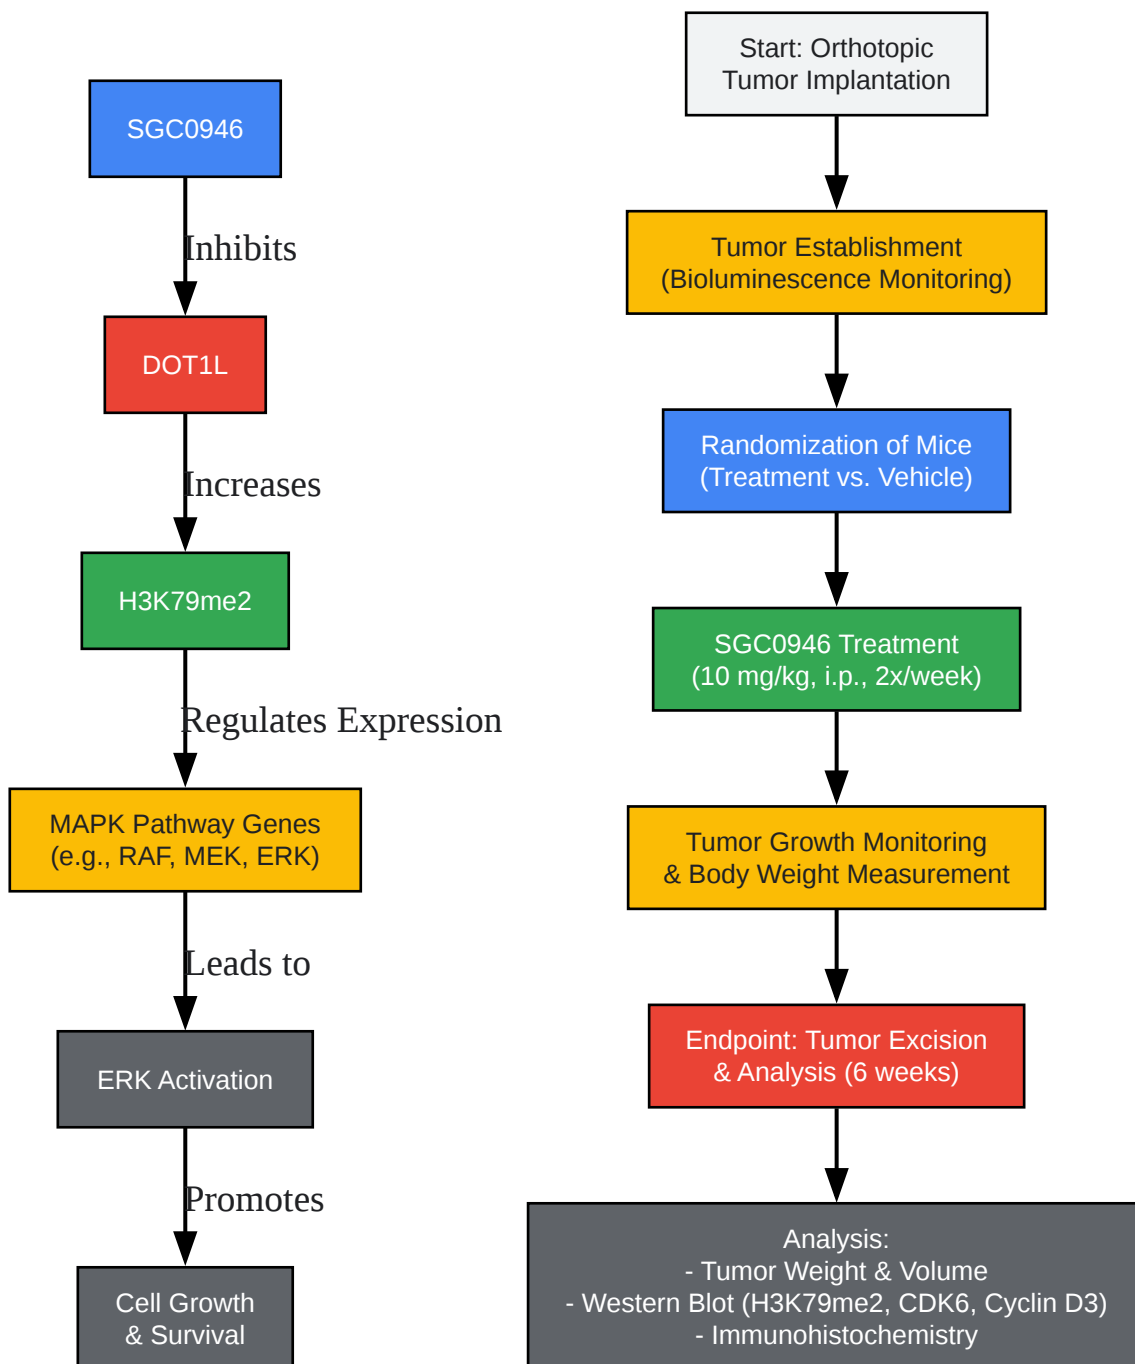 SGC0946
Inhibits
DOT1L
Increases
H3K79me2
Regulates Expression
MAPK Pathway Genes
(e.g., RAF, MEK, ERK)
Leads to
ERK Activation
Promotes
Cell Growth
& Survival
Start: Orthotopic
Tumor Implantation
Tumor Establishment
(Bioluminescence Monitoring)
Randomization of Mice
(Treatment vs. Vehicle)
SGC0946 Treatment
(10 mg/kg, i.p., 2x/week)
Tumor Growth Monitoring
& Body Weight Measurement
Endpoint: Tumor Excision
& Analysis (6 weeks)
Analysis:
- Tumor Weight & Volume
- Western Blot (H3K79me2, CDK6, Cyclin D3)
- Immunohistochemistry